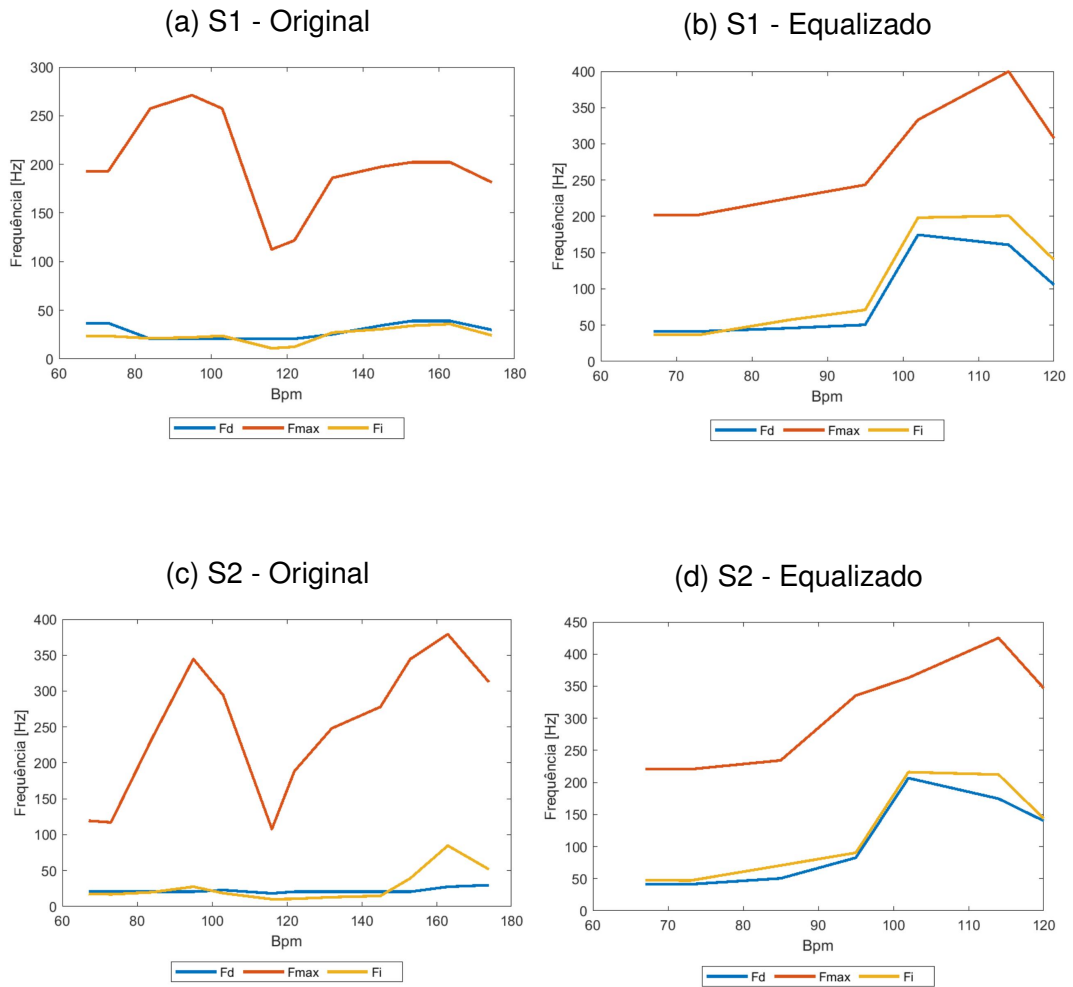 (a) S1 - Original
300
250
200
150
100
50
0
Frequência [Hz]
60 80 100 120 140 160 180
Bpm
Fd Fmax Fi
(b) S1 - Equalizado
400
350
300
250
200
150
100
50
0
Frequência [Hz]
60 70 80 90 100 110 120
Bpm
Fd Fmax Fi
(c) S2 - Original
400
350
300
250
200
150
100
50
0
Frequência [Hz]
60 80 100 120 140 160 180
Bpm
Fd Fmax Fi
(d) S2 - Equalizado
450
400
350
300
250
200
150
100
50
0
Frequência [Hz]
60 70 80 90 100 110 120
Bpm
Fd Fmax Fi